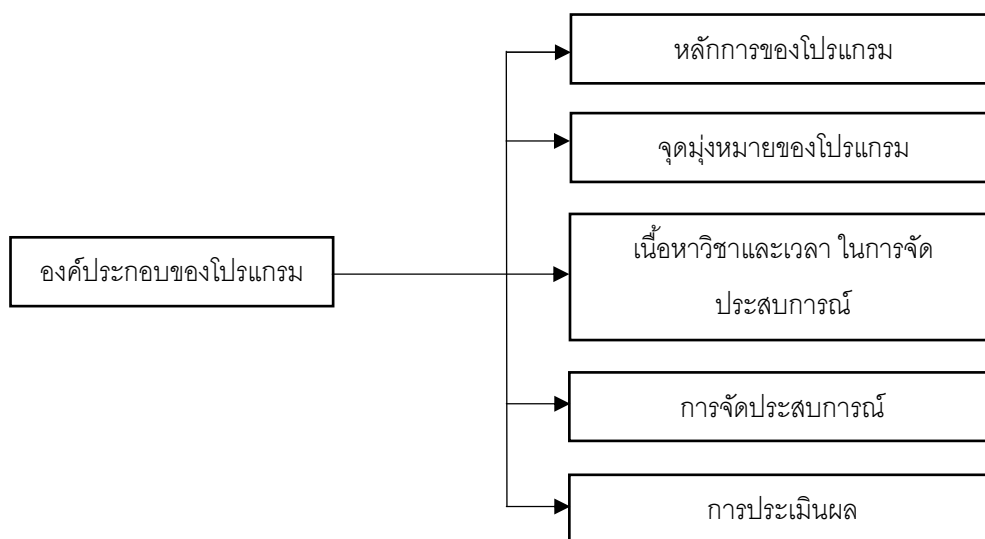 หลักการของโปรแกรม
จุดมุ่งหมายของโปรแกรม
องค์ประกอบของโปรแกรม
เนื้อหาวิชาและเวลา ในการจัด
ประสบการณ์
การจัดประสบการณ์
การประเมินผล